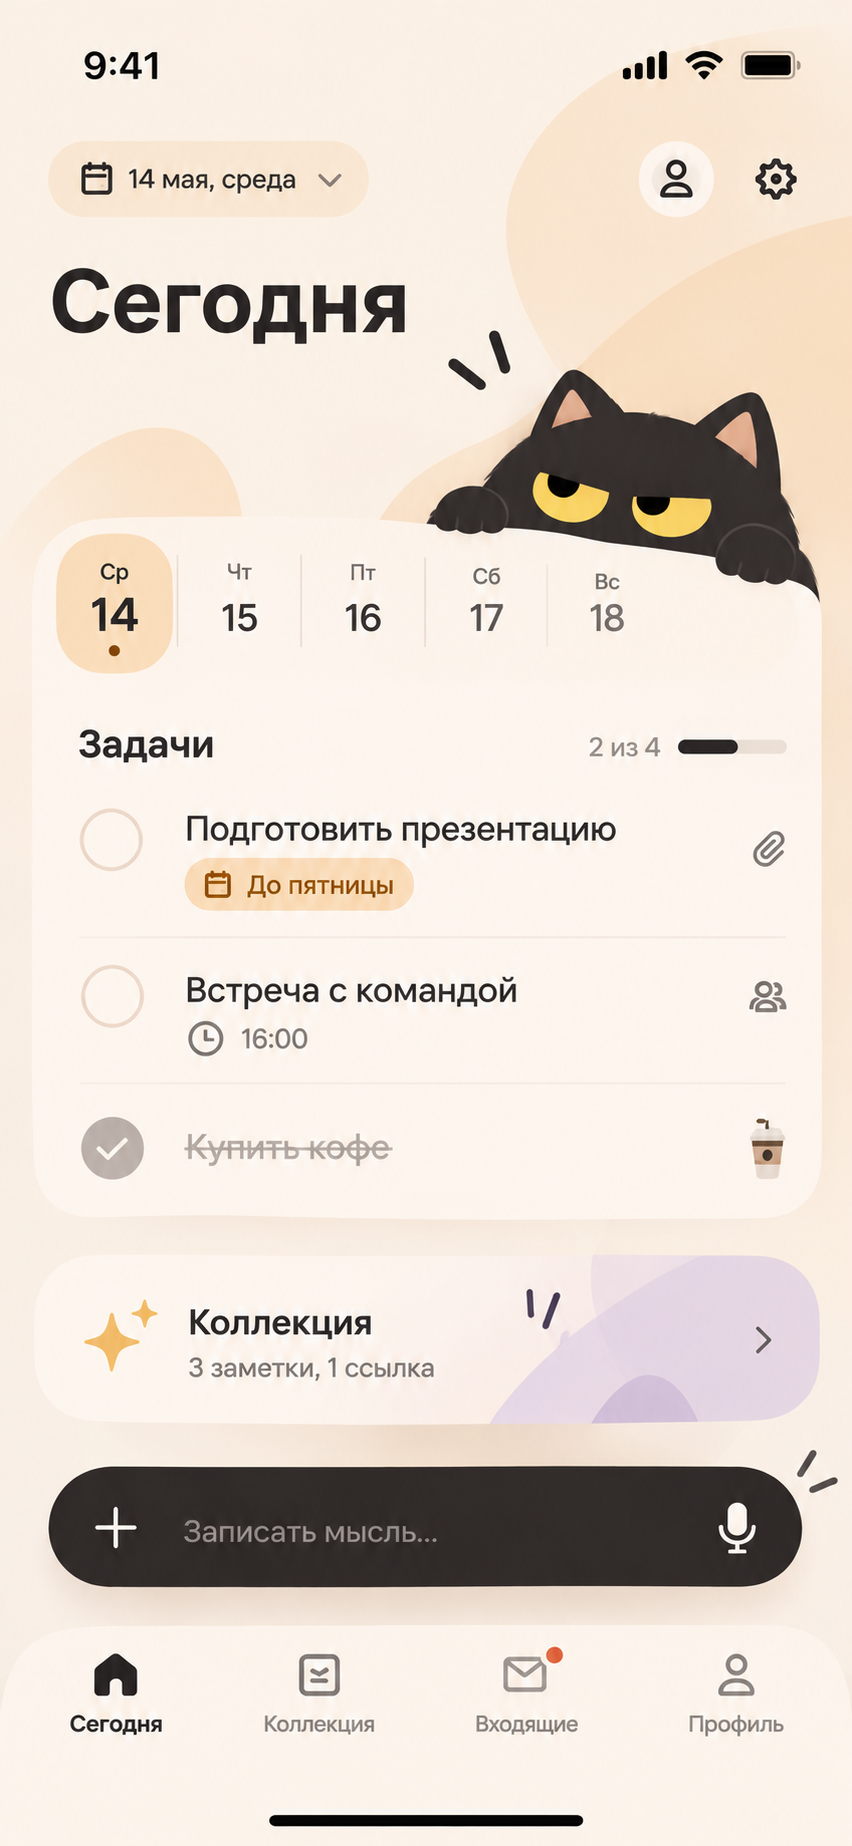 9:41
14 мая, среда
Сегодня
Ср Чт Пт Сб Вс
14 15 16 17 18
Задачи 2 из 4
Подготовить презентацию
До пятницы
Встреча с командой
16:00
Купить кофе
Коллекция
3 заметки, 1 ссылка
Записать мысль...
Сегодня Коллекция Входящие Профиль